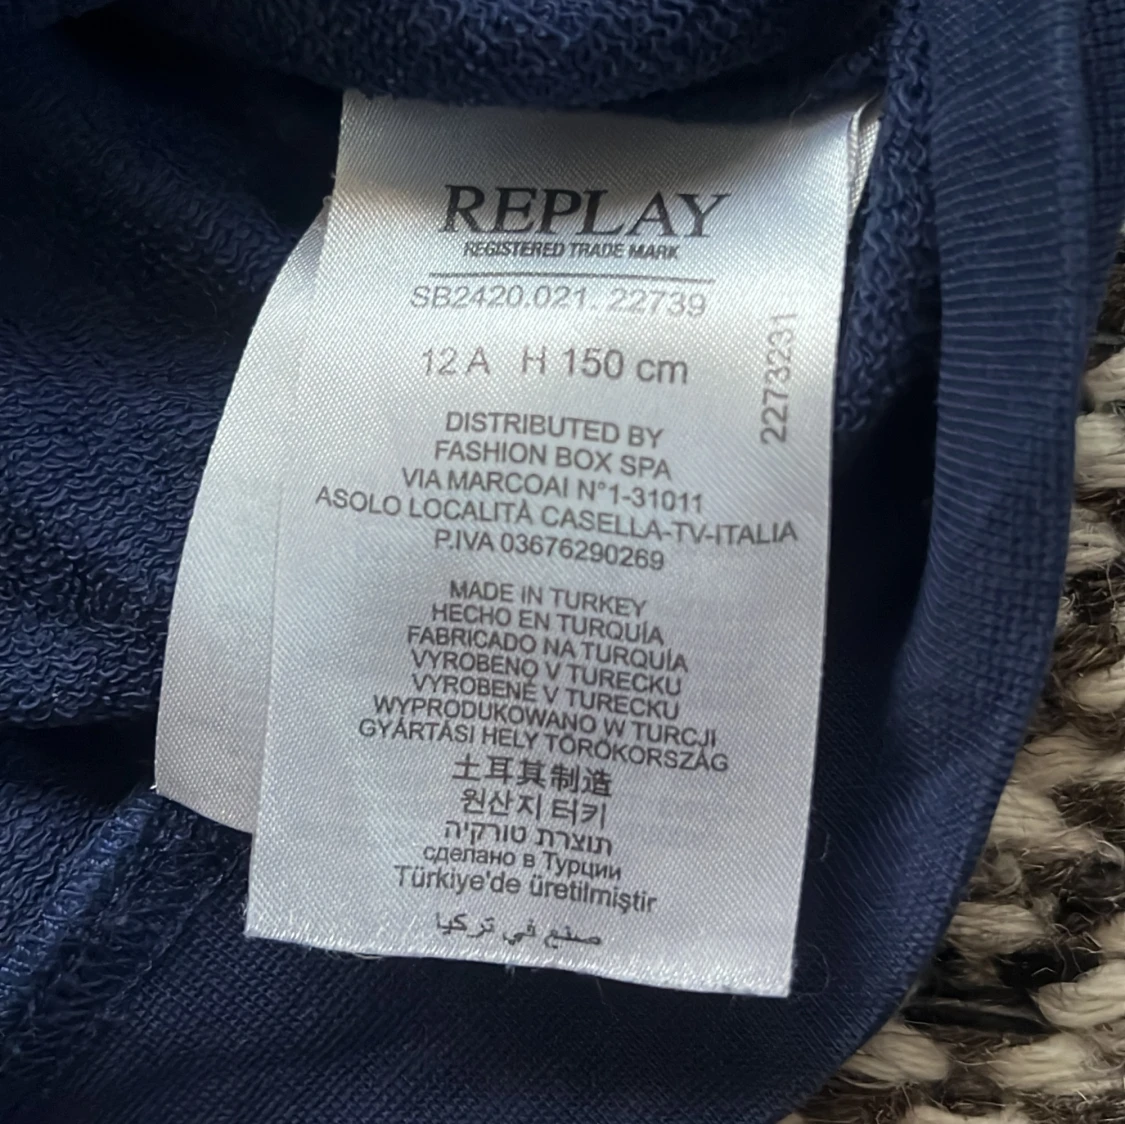 REPLAY
REGISTERED TRADE MARK
SB2420.021. 22739
12 A H 150 cm
2273231
DISTRIBUTED BY
FASHION BOX SPA
VIA MARCOAI N°1-31011
ASOLO LOCALITÀ CASELLA-TV-ITALIA
P.IVA 03676290269
MADE IN TURKEY
HECHO EN TURQUÍA
FABRICADO NA TURQUÍA
VYROBENO V TURECKU
VYROBENÉ V TURECKU
WYPRODUKOWANO W TURCJI
GYÁRTÁSI HELY TÖRÖKORSZÁG
土耳其制造
원산지 터키
תוצרת טורקיה
сделано в Турции
Türkiye'de üretilmiştir
صنع في تركيا